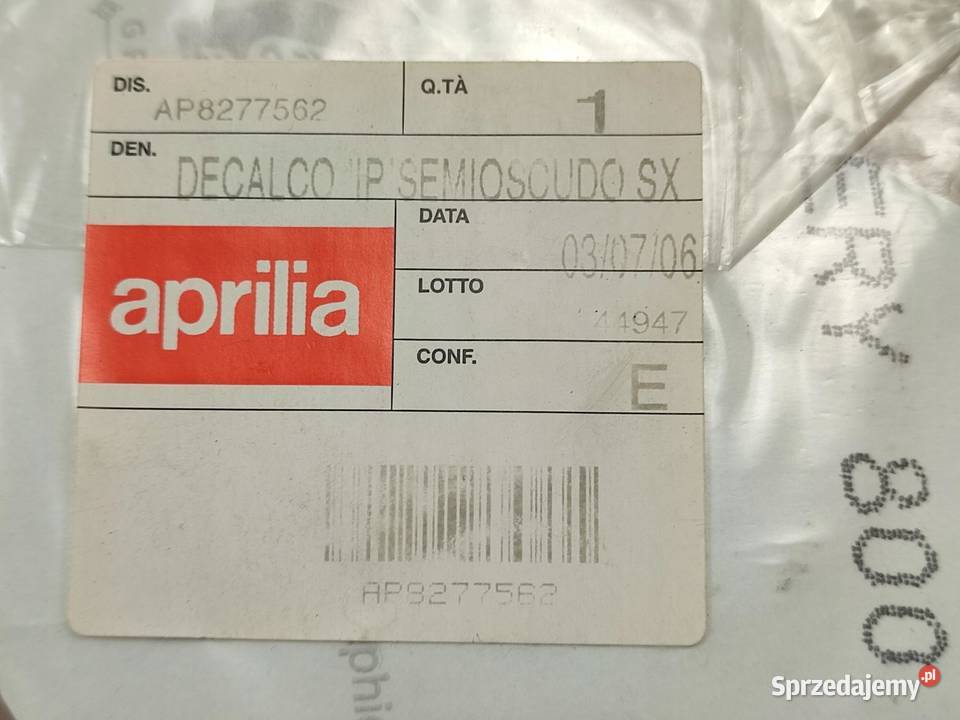 DIS.
AP8277562
Q.TÀ
1
DEN.
DECALCO "IP"SEMIOSCUDO SX
aprilia
DATA
03/07/06
LOTTO
44947
CONF.
E
AP8277562
ERY 800
Sprzedajemy.pl